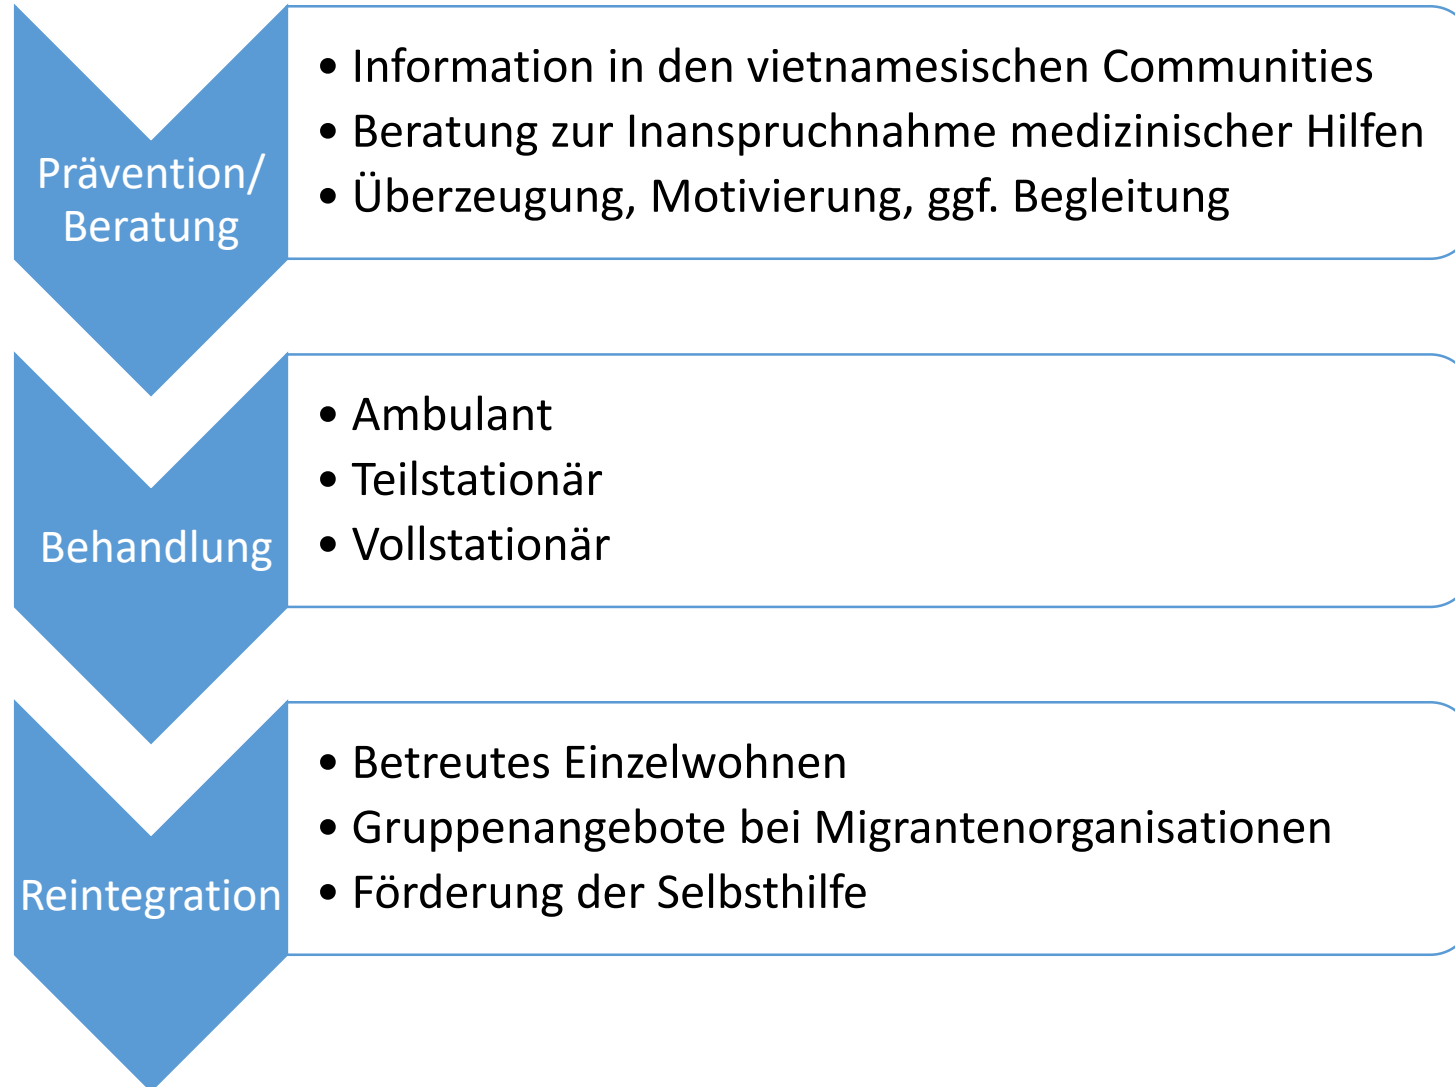 Prävention/
Beratung
• Information in den vietnamesischen Communities
• Beratung zur Inanspruchnahme medizinischer Hilfen
• Überzeugung, Motivierung, ggf. Begleitung
Behandlung
• Ambulant
• Teilstationär
• Vollstationär
Reintegration
• Betreutes Einzelwohnen
• Gruppenangebote bei Migrantenorganisationen
• Förderung der Selbsthilfe